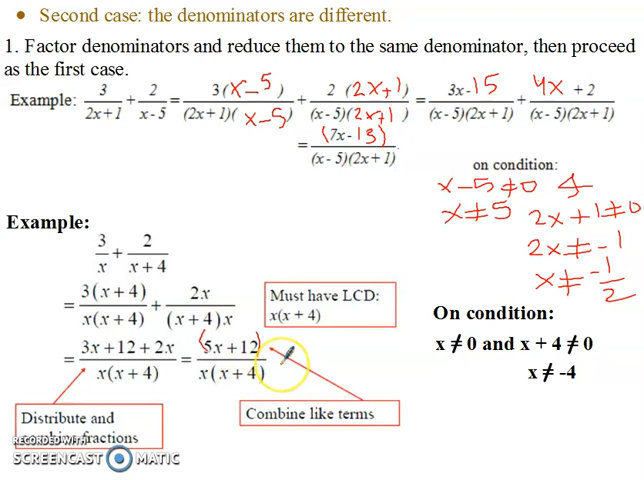 • Second case: the denominators are different.
1. Factor denominators and reduce them to the same denominator, then proceed
as the first case.
Example: 3/(2x+1) + 2/(x-5) = 3(x-5)/(2x+1)(x-5) + 2(2x+1)/(x-5)(2x+1) = 3x-15/(x-5)(2x+1) + 4x+2/(x-5)(2x+1)
= (7x-13)/(x-5)(2x+1).
on condition:
x-5≠0 &
x≠5 2x+1≠0
2x≠-1
x≠-1/2
Example:
3/x + 2/(x+4)
= 3(x+4)/x(x+4) + 2x/(x+4)x
Must have LCD:
x(x + 4)
= 3x+12+2x/x(x+4) = (5x+12)/x(x+4)
On condition:
x ≠ 0 and x + 4 ≠ 0
x ≠ -4
Distribute and
fractions
Combine like terms
RECORDED WITH
SCREENCAST MATIC